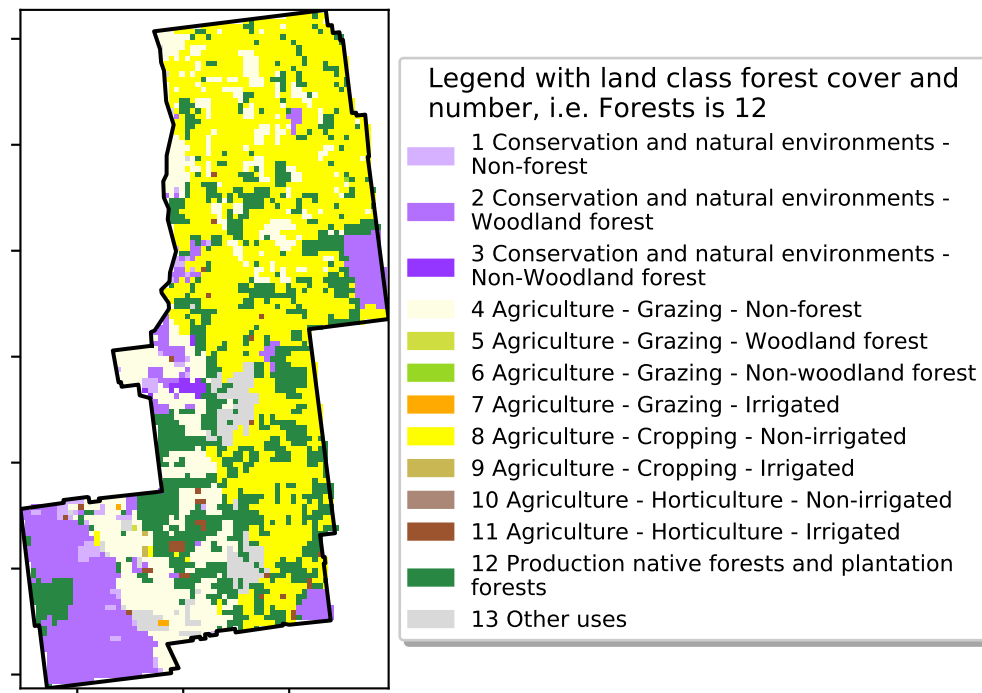 Legend with land class forest cover and
number, i.e. Forests is 12
1 Conservation and natural environments -
Non-forest
2 Conservation and natural environments -
Woodland forest
3 Conservation and natural environments -
Non-Woodland forest
4 Agriculture - Grazing - Non-forest
5 Agriculture - Grazing - Woodland forest
6 Agriculture - Grazing - Non-woodland forest
7 Agriculture - Grazing - Irrigated
8 Agriculture - Cropping - Non-irrigated
9 Agriculture - Cropping - Irrigated
10 Agriculture - Horticulture - Non-irrigated
11 Agriculture - Horticulture - Irrigated
12 Production native forests and plantation
forests
13 Other uses